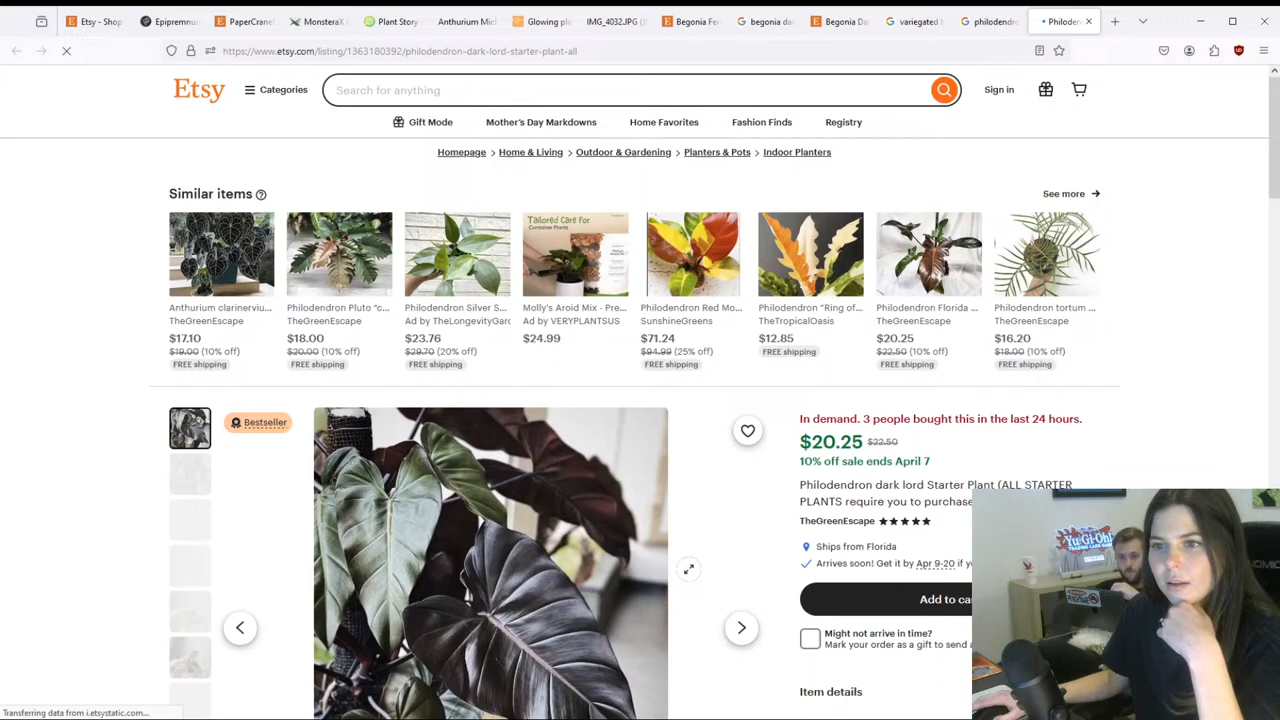 Etsy - Shop
Epipremnu
PaperCrane
MonsteraX
Plant Story
Anthurium Mic
Glowing pl
IMG_4032.JPG
Begonia Fe
begonia da
Begonia Da
variegated
philodendr
Philoden
https://www.etsy.com/listing/1363180392/philodendron-dark-lord-starter-plant-all
Etsy
Categories
Search for anything
Sign in
Gift Mode
Mother's Day Markdowns
Home Favorites
Fashion Finds
Registry
Homepage > Home & Living > Outdoor & Gardening > Planters & Pots > Indoor Planters
Similar items
See more
Tailored Care For
Container Plants
Anthurium clarinerviu...
TheGreenEscape
$17.10
$19.00 (10% off)
FREE shipping
Philodendron Pluto "c...
TheGreenEscape
$18.00
$20.00 (10% off)
FREE shipping
Philodendron Silver S...
Ad by TheLongevityGard
$23.76
$29.70 (20% off)
FREE shipping
Molly's Aroid Mix - Pre...
Ad by VERYPLANTSUS
$24.99
Philodendron Red Mo...
SunshineGreens
$71.24
$94.99 (25% off)
FREE shipping
Philodendron "Ring of...
TheTropicalOasis
$12.85
FREE shipping
Philodendron Florida ...
TheGreenEscape
$20.25
$22.50 (10% off)
FREE shipping
Philodendron tortum ...
TheGreenEscape
$16.20
$18.00 (10% off)
FREE shipping
Bestseller
In demand. 3 people bought this in the last 24 hours.
$20.25 $22.50
10% off sale ends April 7
Philodendron dark lord Starter Plant (ALL STARTER
PLANTS require you to purchase
TheGreenEscape
Ships from Florida
Arrives soon! Get it by Apr 9-20 if y
Add to ca
Might not arrive in time?
Mark your order as a gift to send a
Item details
Yu-Gi-Oh!
TRADING CARD GAME
Transferring data from i.etsystatic.com...